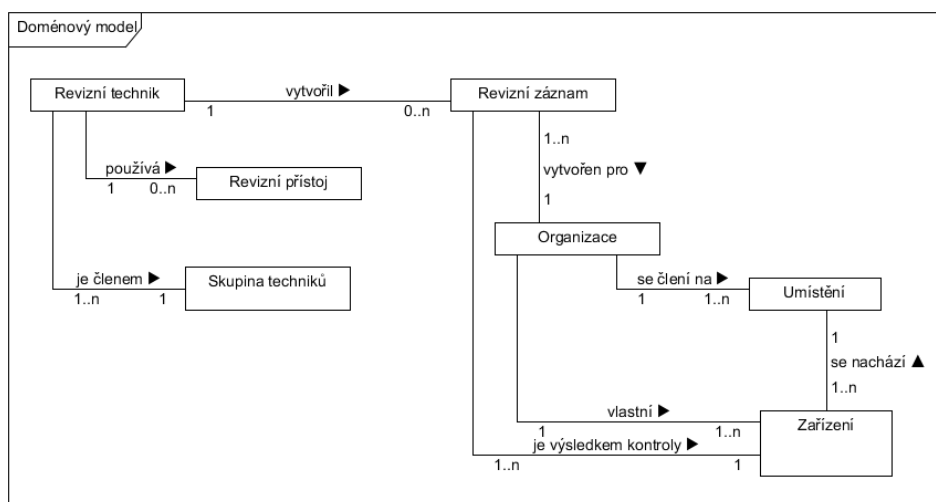 Doménový model
Revizní technik
vytvořil ▶
1
0..n
Revizní záznam
1..n
vytvořen pro ▼
1
používá ▶
1
0..n
Revizní přístoj
Organizace
je členem ▶
1..n
1
Skupina techniků
se člení na ▶
1
1..n
Umístění
1
se nachází ▲
1..n
vlastní ▶
1
1..n
Zařízení
je výsledkem kontroly ▶
1..n
1